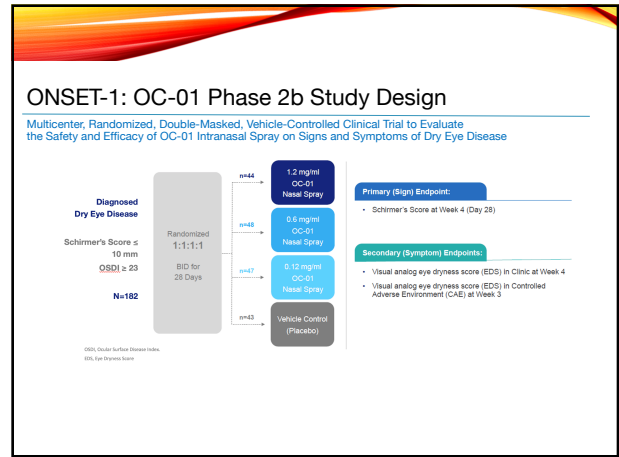 ONSET-1: OC-01 Phase 2b Study Design
Multicenter, Randomized, Double-Masked, Vehicle-Controlled Clinical Trial to Evaluate
the Safety and Efficacy of OC-01 Intranasal Spray on Signs and Symptoms of Dry Eye Disease
Diagnosed
Dry Eye Disease
Schirmer's Score ≤
10 mm
OSDI ≥ 23
N=182
Randomized
1:1:1:1
BID for
28 Days
n=44
1.2 mg/ml
OC-01
Nasal Spray
n=48
0.6 mg/ml
OC-01
Nasal Spray
n=47
0.12 mg/ml
OC-01
Nasal Spray
n=43
Vehicle Control
(Placebo)
Primary (Sign) Endpoint:
• Schirmer's Score at Week 4 (Day 28)
Secondary (Symptom) Endpoints:
• Visual analog eye dryness score (EDS) in Clinic at Week 4
• Visual analog eye dryness score (EDS) in Controlled
Adverse Environment (CAE) at Week 3
OSDI, Ocular Surface Disease Index.
EDS, Eye Dryness Score